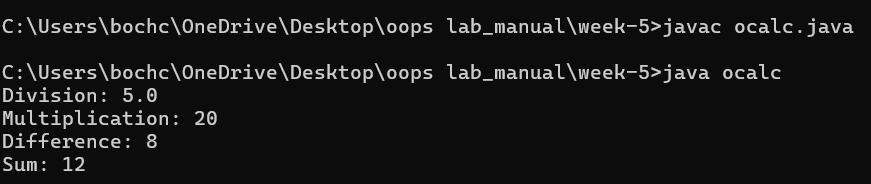 C:\Users\bochc\OneDrive\Desktop\oops lab_manual\week-5>javac ocalc.java
C:\Users\bochc\OneDrive\Desktop\oops lab_manual\week-5>java ocalc
Division: 5.0
Multiplication: 20
Difference: 8
Sum: 12